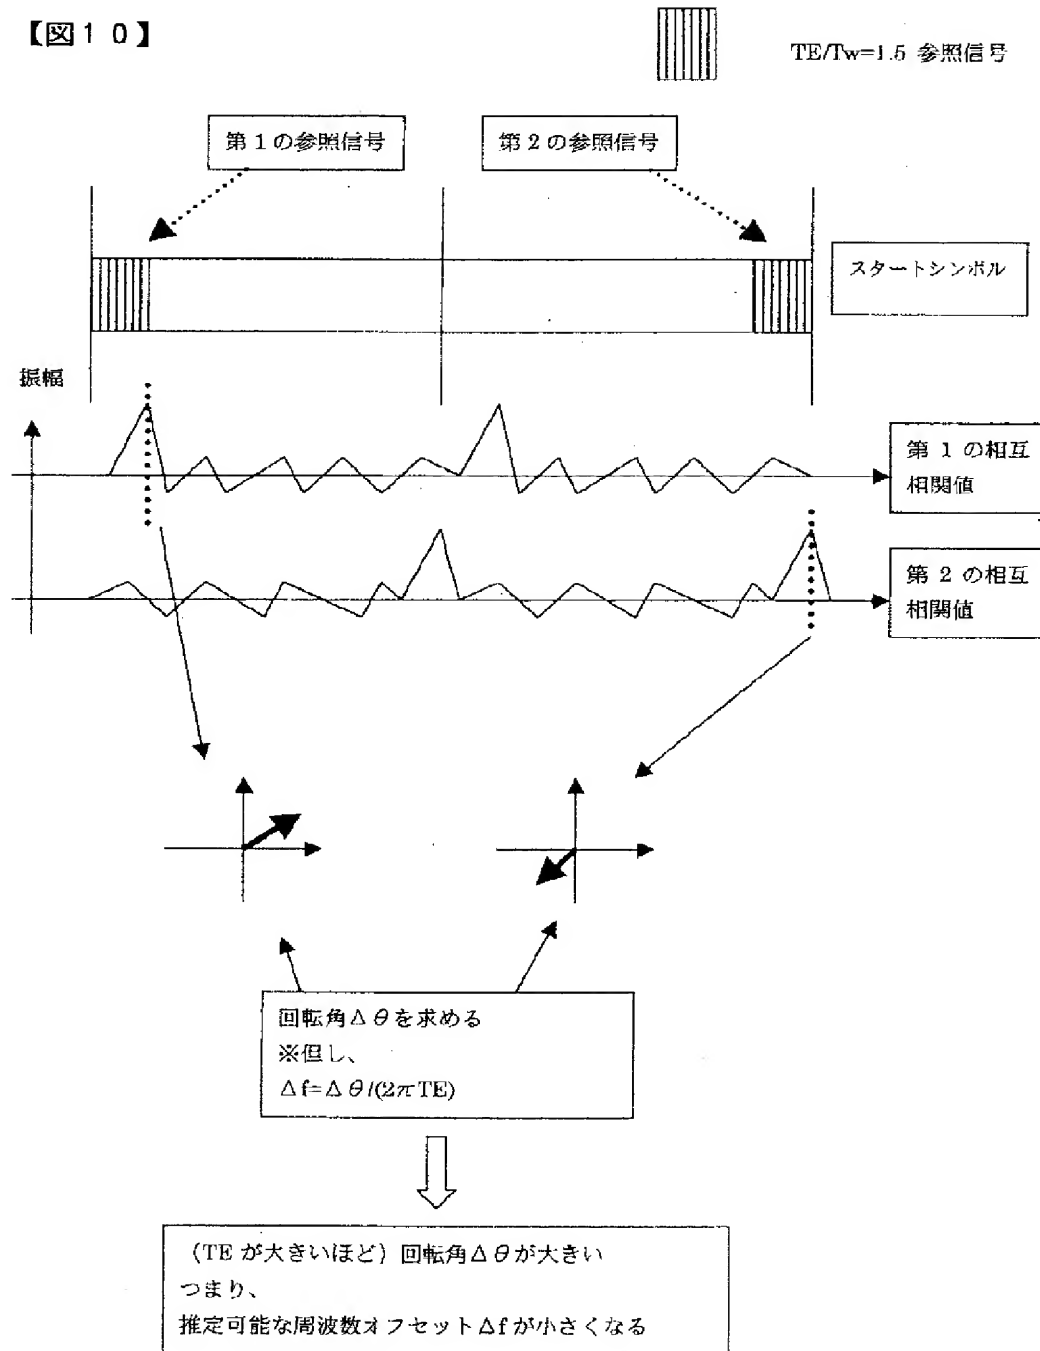 【図１０】
TE/Tw=1.5 参照信号
第１の参照信号
第２の参照信号
スタートシンボル
振幅
第 1 の相互
相関値
第 2 の相互
相関値
回転角Δθを求める
※但し、
Δf=Δθ/(2πTE)
（TE が大きいほど）回転角Δθが大きい
つまり、
推定可能な周波数オフセットΔfが小さくなる